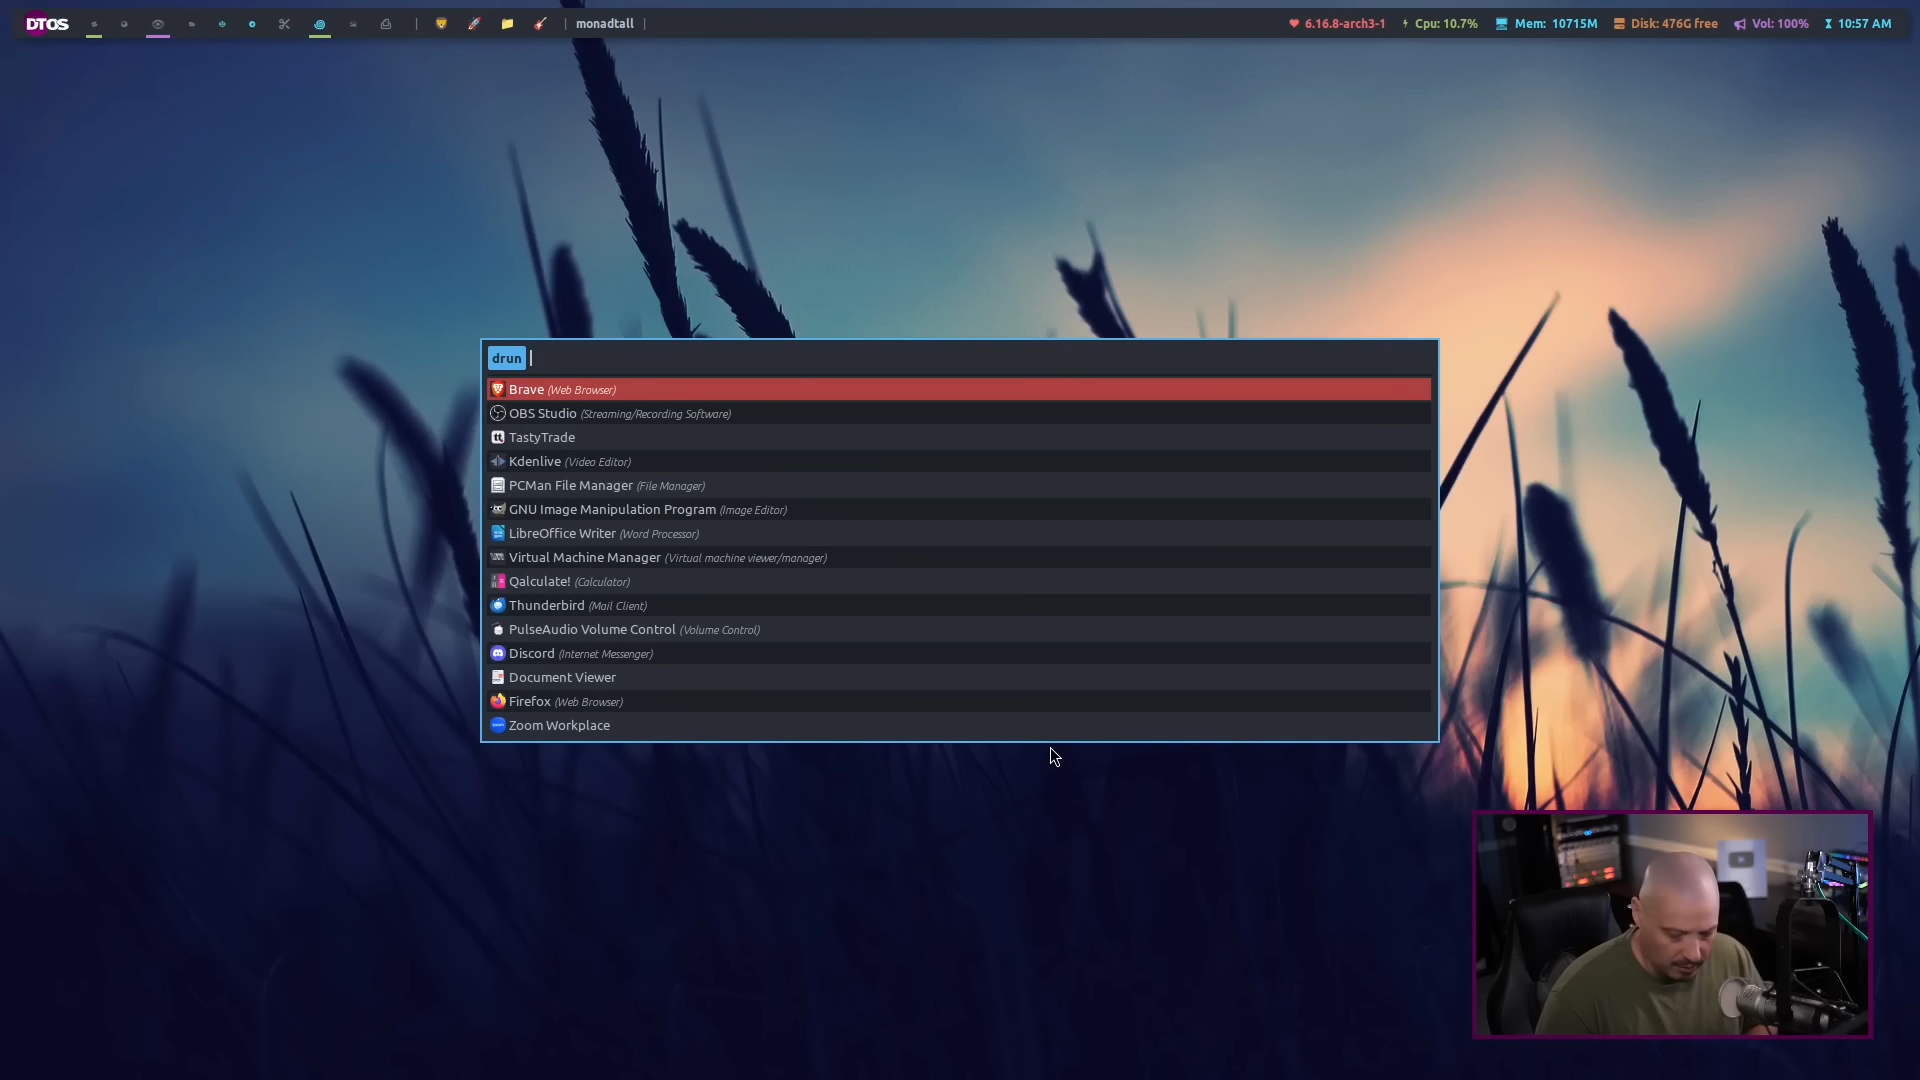 DTOS | monadtall | 6.16.8-arch3-1 Cpu: 10.7% Mem: 10715M Disk: 476G free Vol: 100% 10:57 AM
drun
Brave (Web Browser)
OBS Studio (Streaming/Recording Software)
TastyTrade
Kdenlive (Video Editor)
PCMan File Manager (File Manager)
GNU Image Manipulation Program (Image Editor)
LibreOffice Writer (Word Processor)
Virtual Machine Manager (Virtual machine viewer/manager)
Qalculate! (Calculator)
Thunderbird (Mail Client)
PulseAudio Volume Control (Volume Control)
Discord (Internet Messenger)
Document Viewer
Firefox (Web Browser)
Zoom Workplace